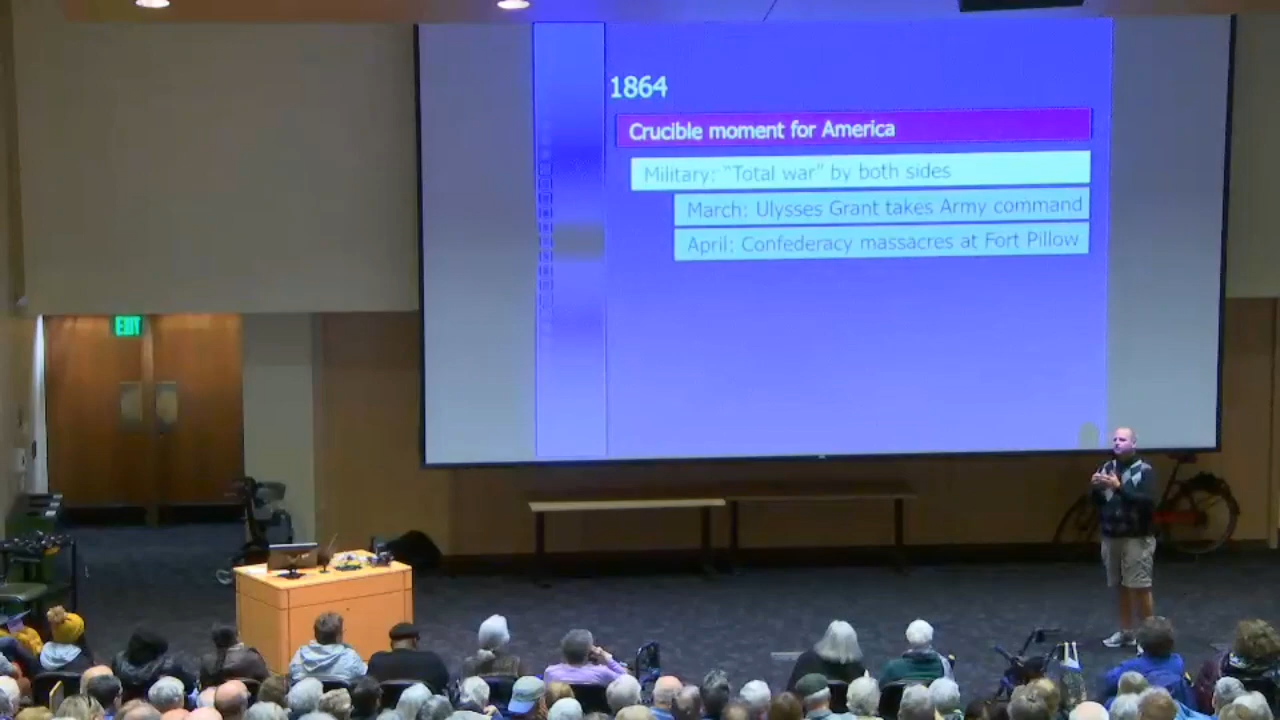 1864
Crucible moment for America
Military: "Total war" by both sides
March: Ulysses Grant takes Army command
April: Confederacy massacres at Fort Pillow
EXIT